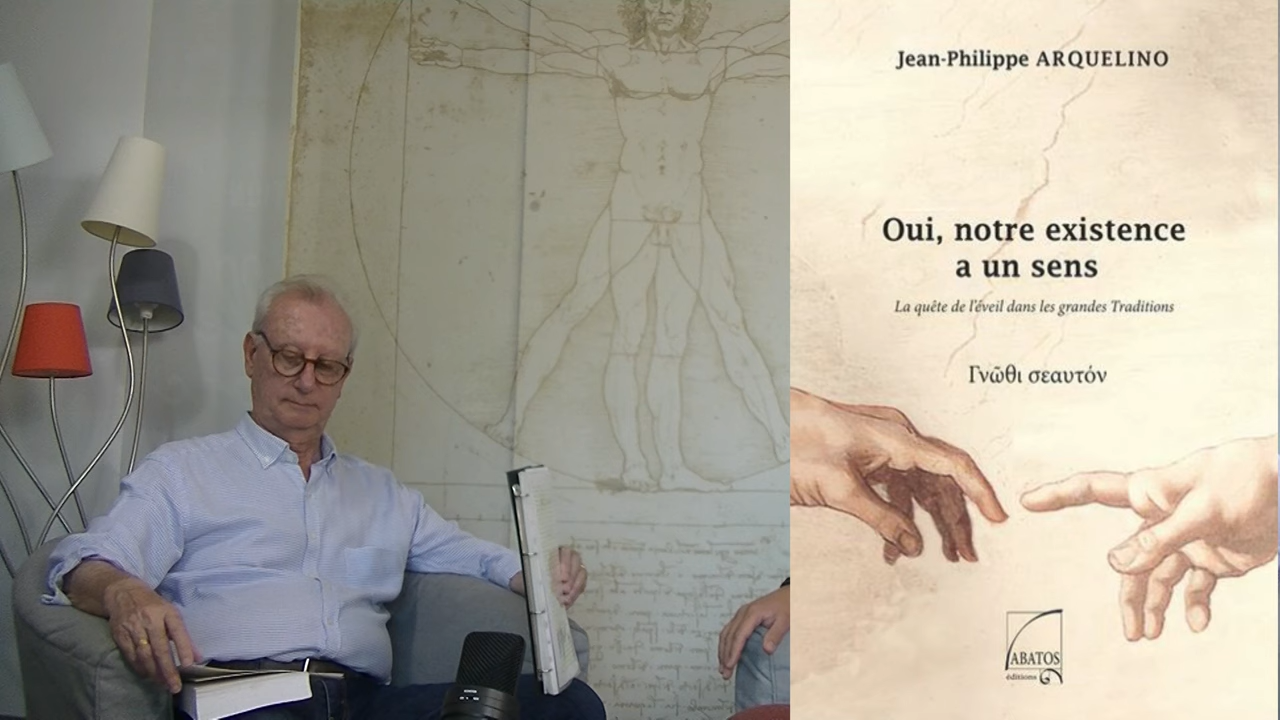 Jean-Philippe ARQUELINO
Oui, notre existence
a un sens
La quête de l'éveil dans les grandes Traditions
Γνῶθι σεαυτόν
ABATOS
éditions